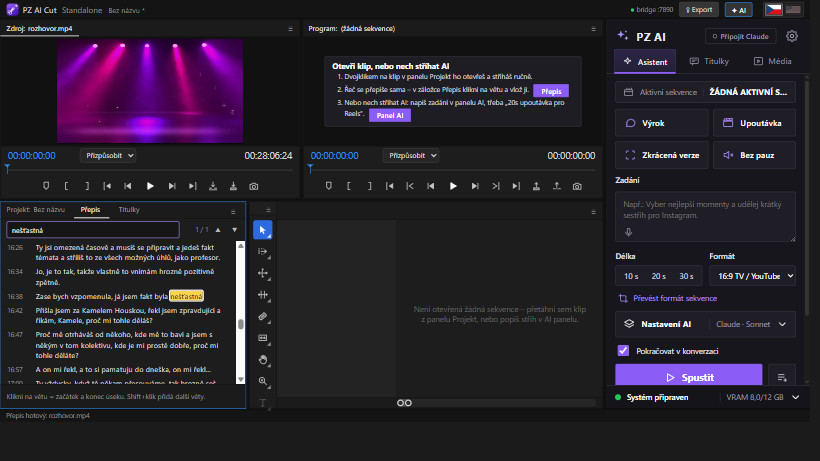 PZ AI Cut Standalone Bez názvu *
bridge :7890 Export AI
Zdroj: rozhovor.mp4
Program: (žádná sekvence)
Otevři klip, nebo nech stříhat AI
1. Dvojklikem na klip v panelu Projekt ho otevřeš a stříháš ručně.
2. Řeč se přepíše sama – v záložce Přepis klikni na větu a vlož ji. Přepis
3. Nebo nech stříhat AI: napiš zadání v panelu AI, třeba „20s upoutávka pro
Reels“. Panel AI
00:00:00:00 Přizpůsobit 00:28:06:24
00:00:00:00 Přizpůsobit 00:00:00:00
Projekt: Bez názvu Přepis Titulky
nešťastná 1 / 1
16:26 Ty jsi omezená časově a musíš se připravit a jedeš fakt
témata a střílíš to ze všech možných úhlů, jako profesor.
16:34 Jo, je to tak, takže vlastně to vnímám hrozně pozitivně
zpětně.
16:38 Zase bych vzpomenula, já jsem fakt byla nešťastná
16:42 Přišla jsem za Kamelem Houskou, řekl jsem zpravodující a
říkám, Kamele, proč mi tohle děláš?
16:47 Proč mě otrháváš od někoho, kde mě to baví a jsem s
někým v tom kolektivu, kde je mi prostě dobře, proč mi
tohle děláte?
16:57 A on mi řekl, a to si pamatuju do dneška, on mi řekl...
Klikni na větu = začátek a konec úseku. Shift+klik přidá další věty.
Přepis hotový: rozhovor.mp4
Není otevřená žádná sekvence – přetáhni sem klip
z panelu Projekt, nebo popiš střih v AI panelu.
PZ AI Připojit Claude
Asistent Titulky Média
Aktivní sekvence ŽÁDNÁ AKTIVNÍ S...
Výrok Upoutávka
Zkrácená verze Bez pauz
Zadání
Např.: Vyber nejlepší momenty a udělej krátký
sestřih pro Instagram.
Délka Formát
10 s 20 s 30 s 16:9 TV / YouTube
Převést formát sekvence
Nastavení AI Claude · Sonnet
Pokračovat v konverzaci
Spustit
Systém připraven VRAM 8,0/12 GB